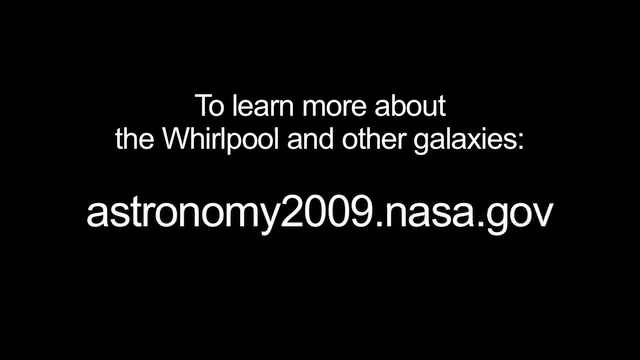 To learn more about
the Whirlpool and other galaxies:
astronomy2009.nasa.gov